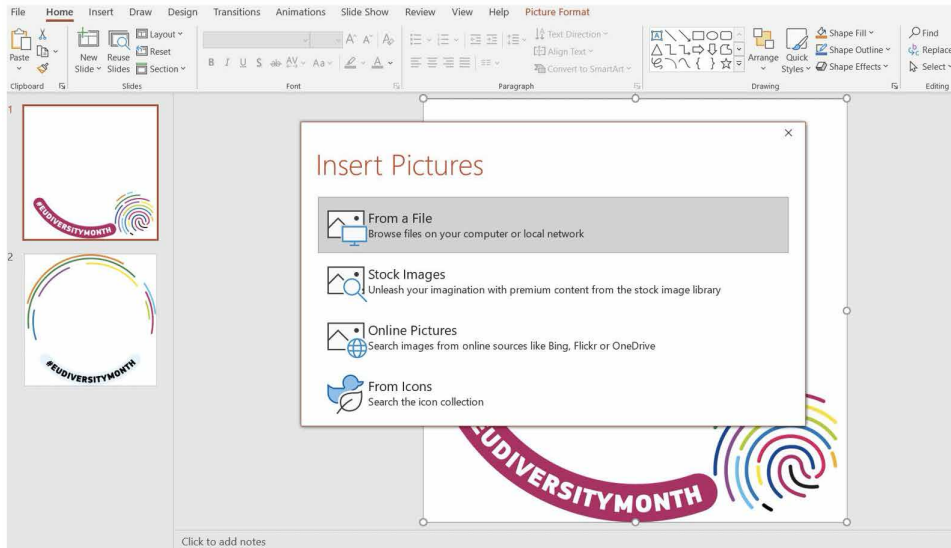 File Home Insert Draw Design Transitions Animations Slide Show Review View Help Picture Format
Paste
New Slide
Reuse Slides
Layout
Reset
Section
B I U S ab AV Aa A A A A
Text Direction
Align Text
Convert to SmartArt
Arrange
Quick Styles
Shape Fill
Shape Outline
Shape Effects
Find
Replace
Select
Clipboard Slides Font Paragraph Drawing Editing
1
#EUDIVERSITYMONTH
2
#EUDIVERSITYMONTH
Insert Pictures
From a File
Browse files on your computer or local network
Stock Images
Unleash your imagination with premium content from the stock image library
Online Pictures
Search images from online sources like Bing, Flickr or OneDrive
From Icons
Search the icon collection
EUDIVERSITYMONTH
Click to add notes